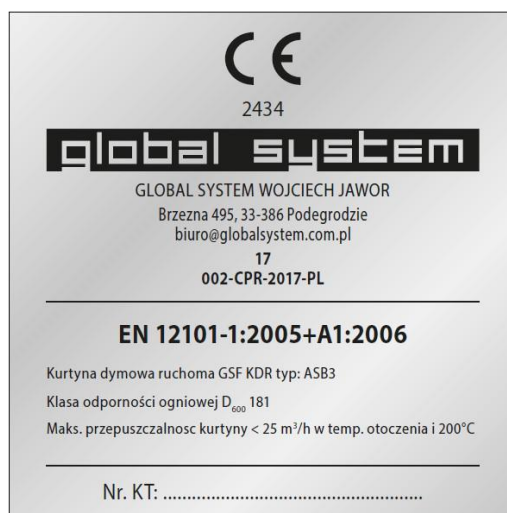 CE
2434
global system
GLOBAL SYSTEM WOJCIECH JAWOR
Brzezna 495, 33-386 Podegrodzie
biuro@globalsystem.com.pl
17
002-CPR-2017-PL
EN 12101-1:2005+A1:2006
Kurtyna dymowa ruchoma GSF KDR typ: ASB3
Klasa odporności ogniowej D₆₀₀ 181
Maks. przepuszczalnosc kurtyny < 25 m³/h w temp. otoczenia i 200°C
Nr. KT: ......................................................